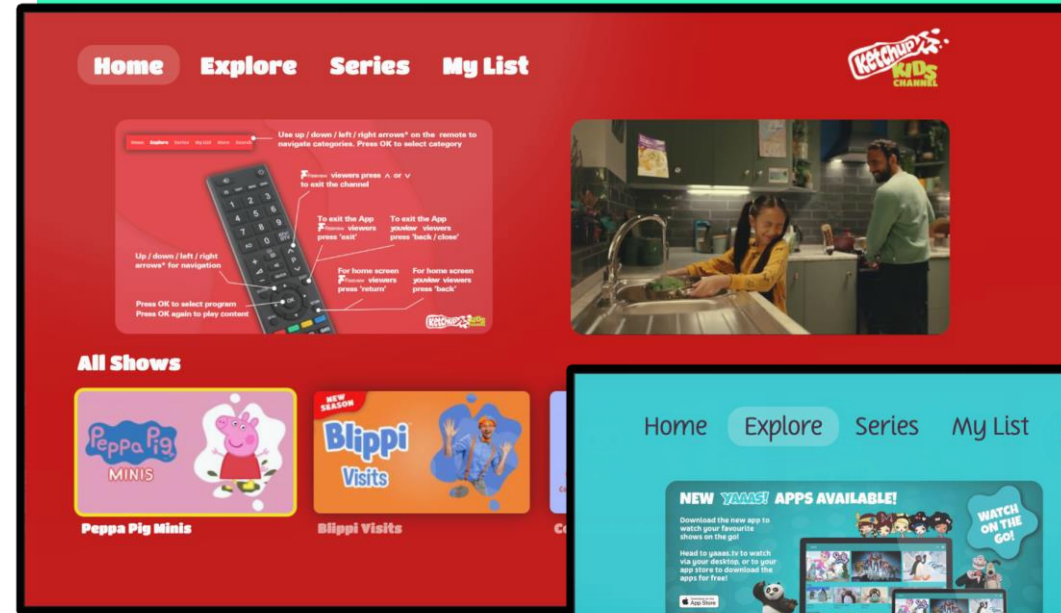 Home Explore Series My List
Ketchup
KIDS
CHANNEL
Use up / down / left / right arrows* on the remote to
navigate categories. Press OK to select category
Freeview viewers press ∧ or ∨
to exit the channel
To exit the App
Freeview viewers
press 'exit'
To exit the App
youview viewers
press 'back / close'
Up / down / left / right
arrows* for navigation
For home screen
Freeview viewers
press 'return'
For home screen
youview viewers
press 'back'
Press OK to select program
Press OK again to play content
Ketchup KIDS
All Shows
Peppa Pig
MINIS
Peppa Pig Minis
NEW
SEASON
Blippi
Visits
Blippi Visits
Home Explore Series My List
NEW YAAAS! APPS AVAILABLE!
Download the new app to
watch your favourite
shows on the go!
Head to yaaas.tv to watch
via your desktop, or to your
app store to download the
apps for free!
App Store
WATCH
ON THE
GO!